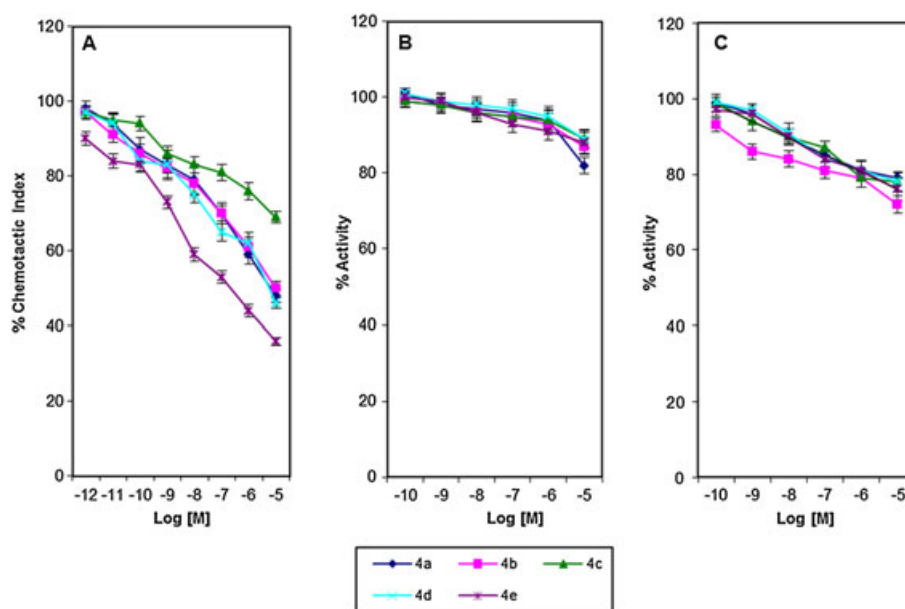 A
% Chemotactic Index
120
100
80
60
40
20
0
-12 -11 -10 -9 -8 -7 -6 -5
Log [M]
B
% Activity
120
100
80
60
40
20
0
-10 -9 -8 -7 -6 -5
Log [M]
C
% Activity
120
100
80
60
40
20
0
-10 -9 -8 -7 -6 -5
Log [M]
4a 4b 4c
4d 4e